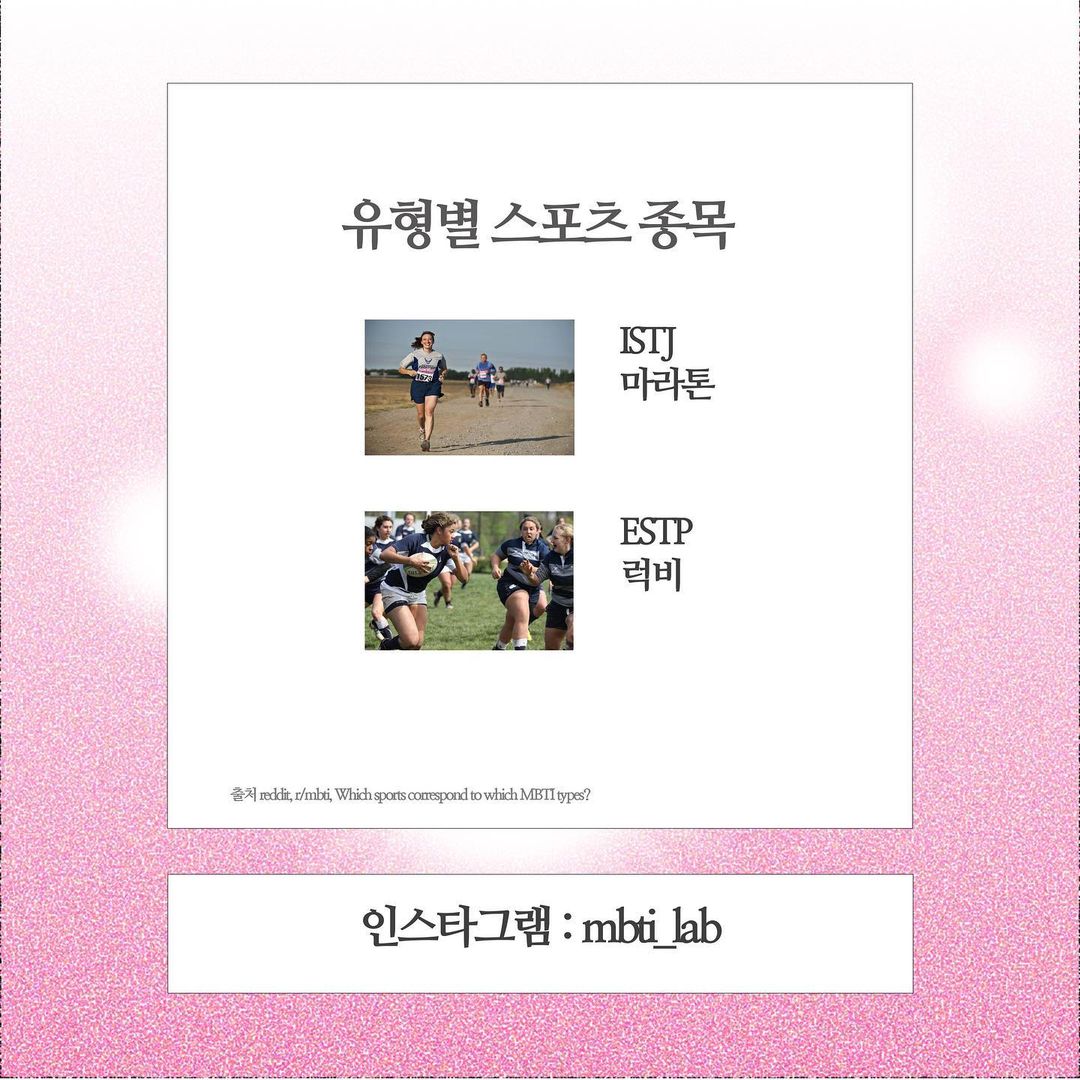 유형별 스포츠 종목
ISTJ
마라톤
1673
ESTP
럭비
출처 reddit, r/mbti, Which sports correspond to which MBTI types?
인스타그램 : mbti_lab